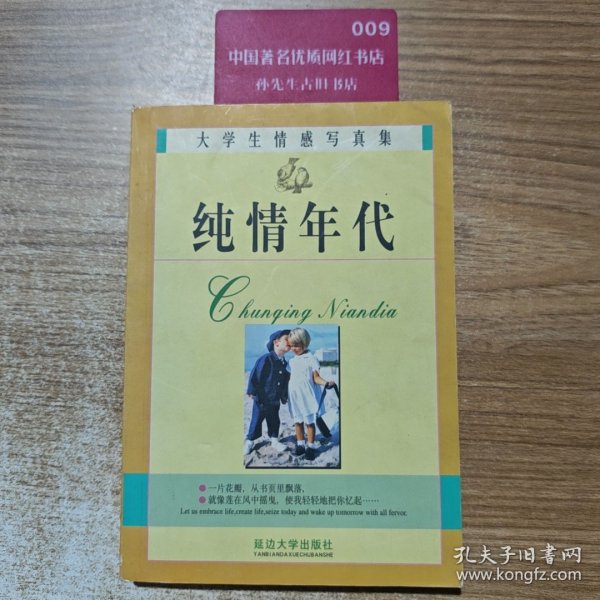 009
中国著名优质网红书店
孙先生古旧书店
大学生情感写真集
纯情年代
Chunqing Niandia
●一片花瓣，从书页里飘落，
●就像莲在风中摇曳，使我轻轻地把你忆起……
Let us embrace life,create life,seize today and wake up tomorrow with all fervor.
延边大学出版社
YANBIANDAXUECHUBANSHE
孔夫子旧书网
www.kongfz.com